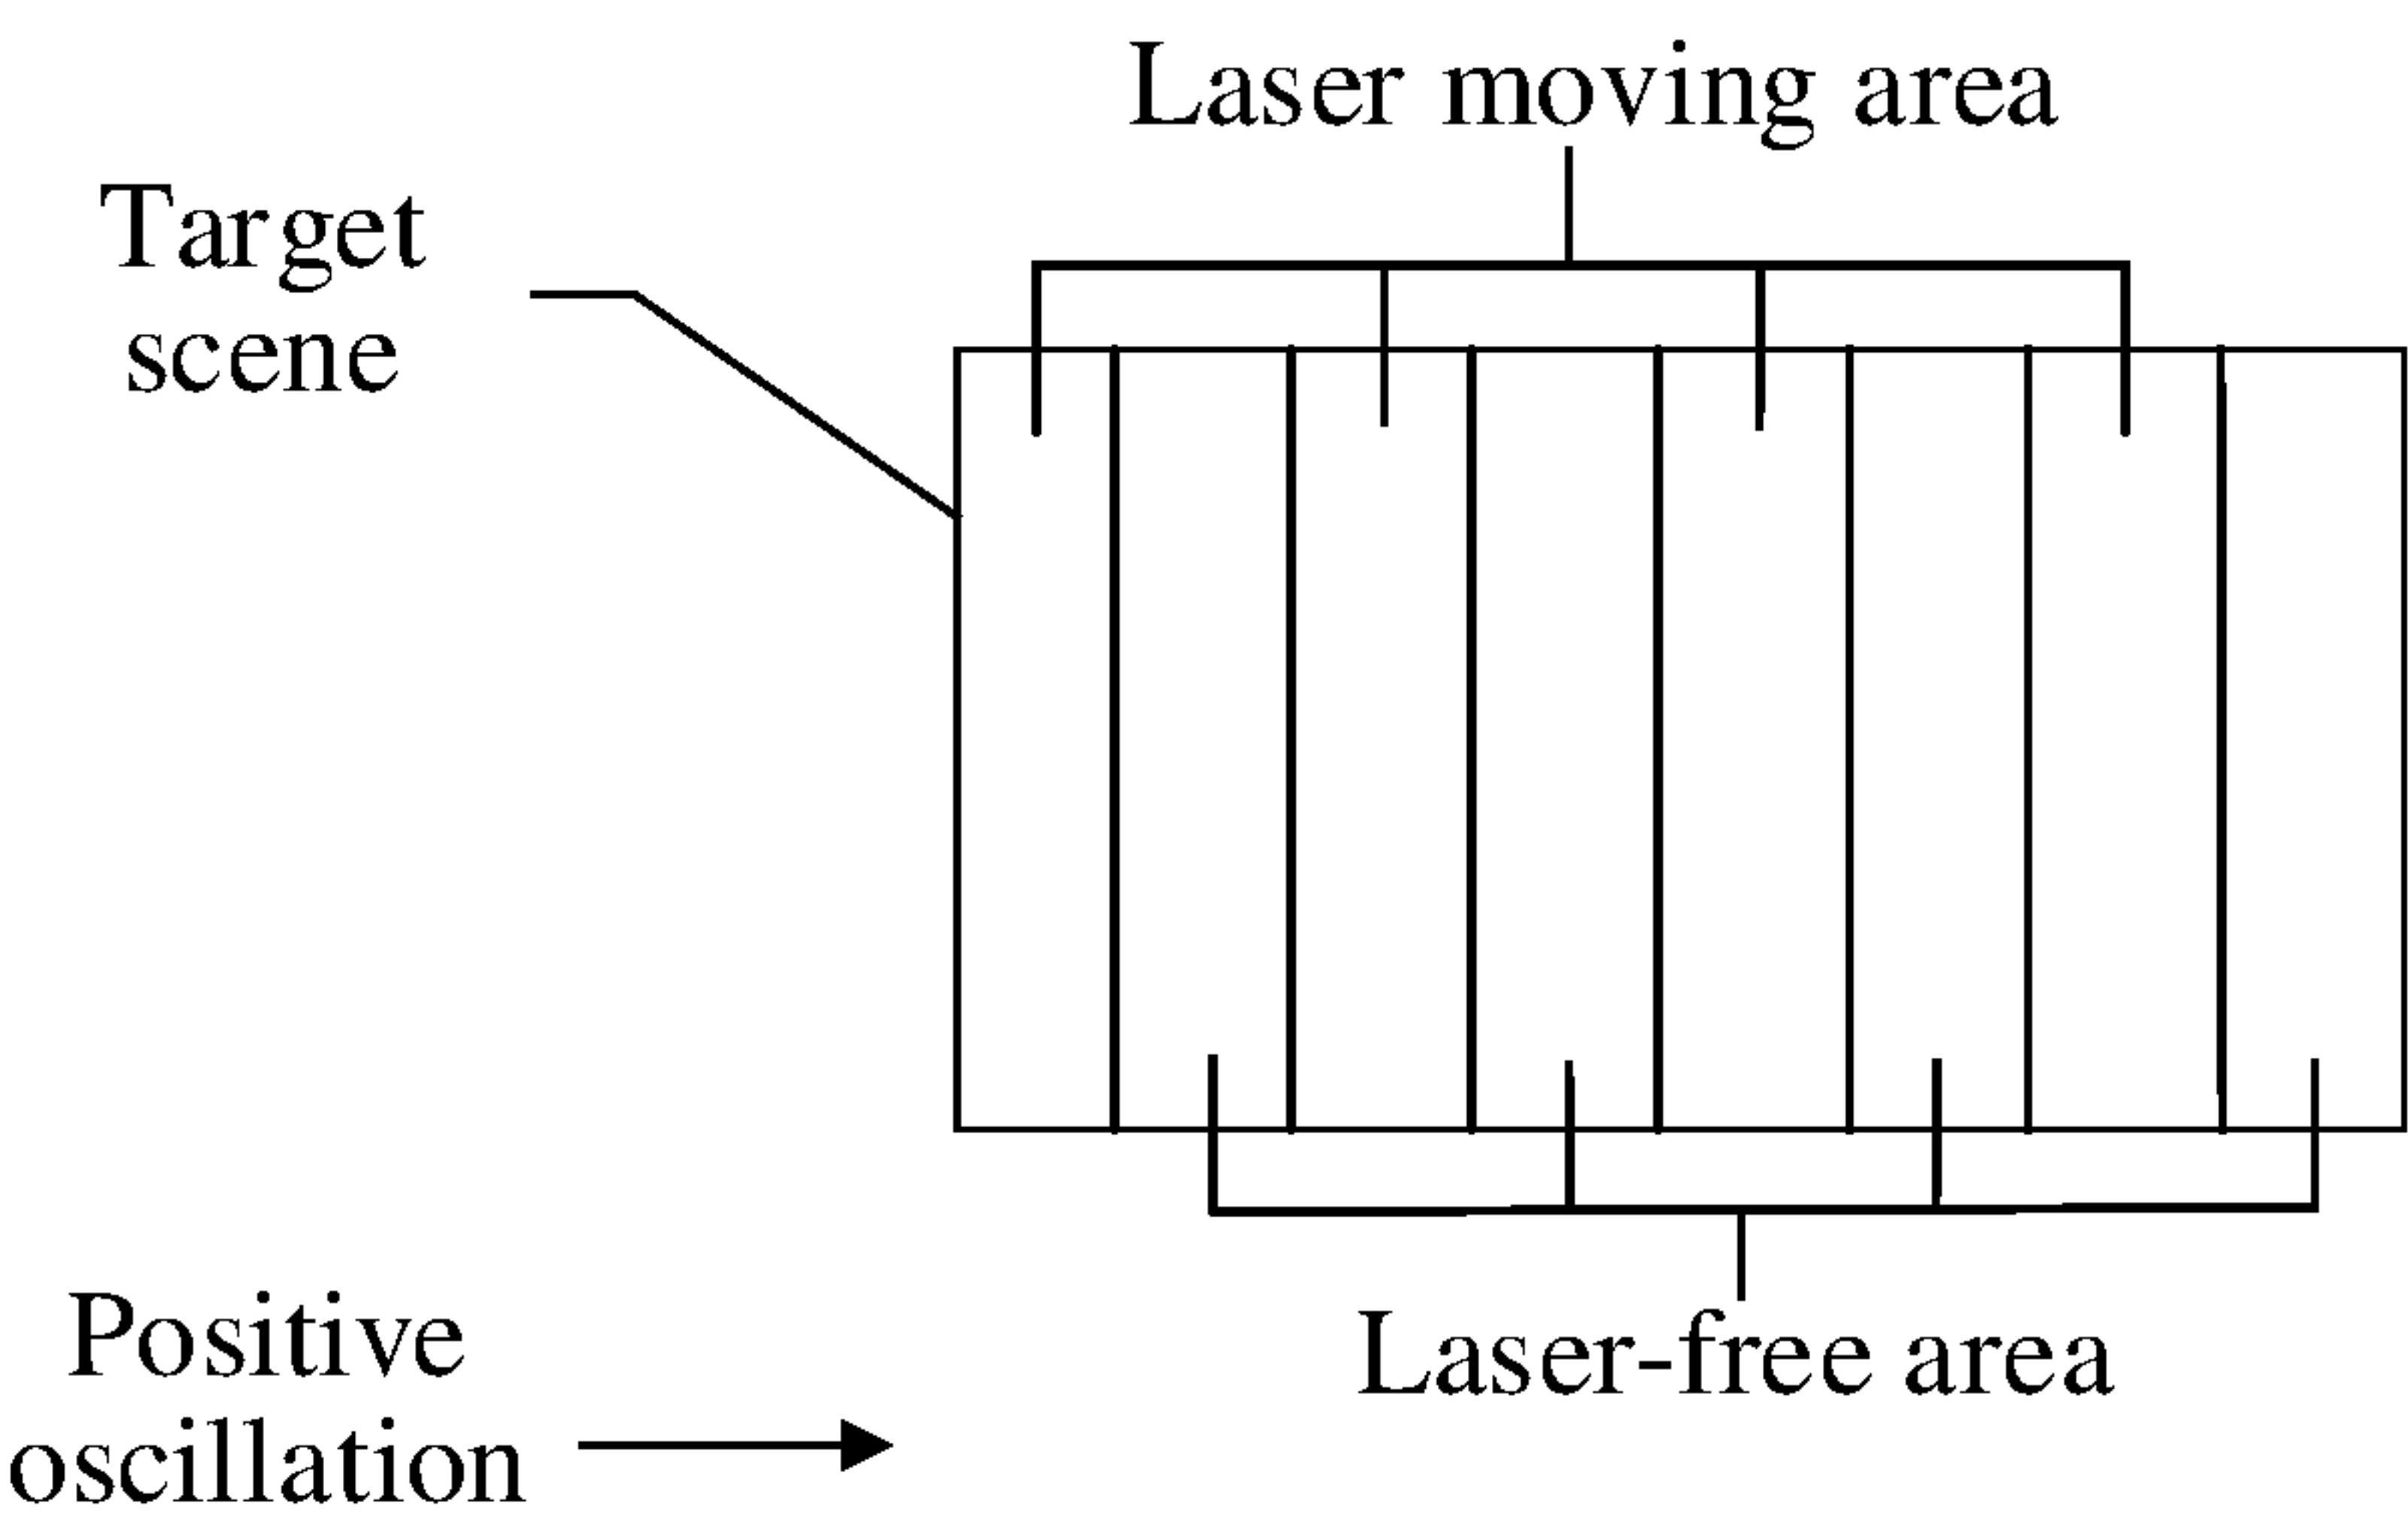 Laser moving area
Target
scene
Laser-free area
Positive
oscillation